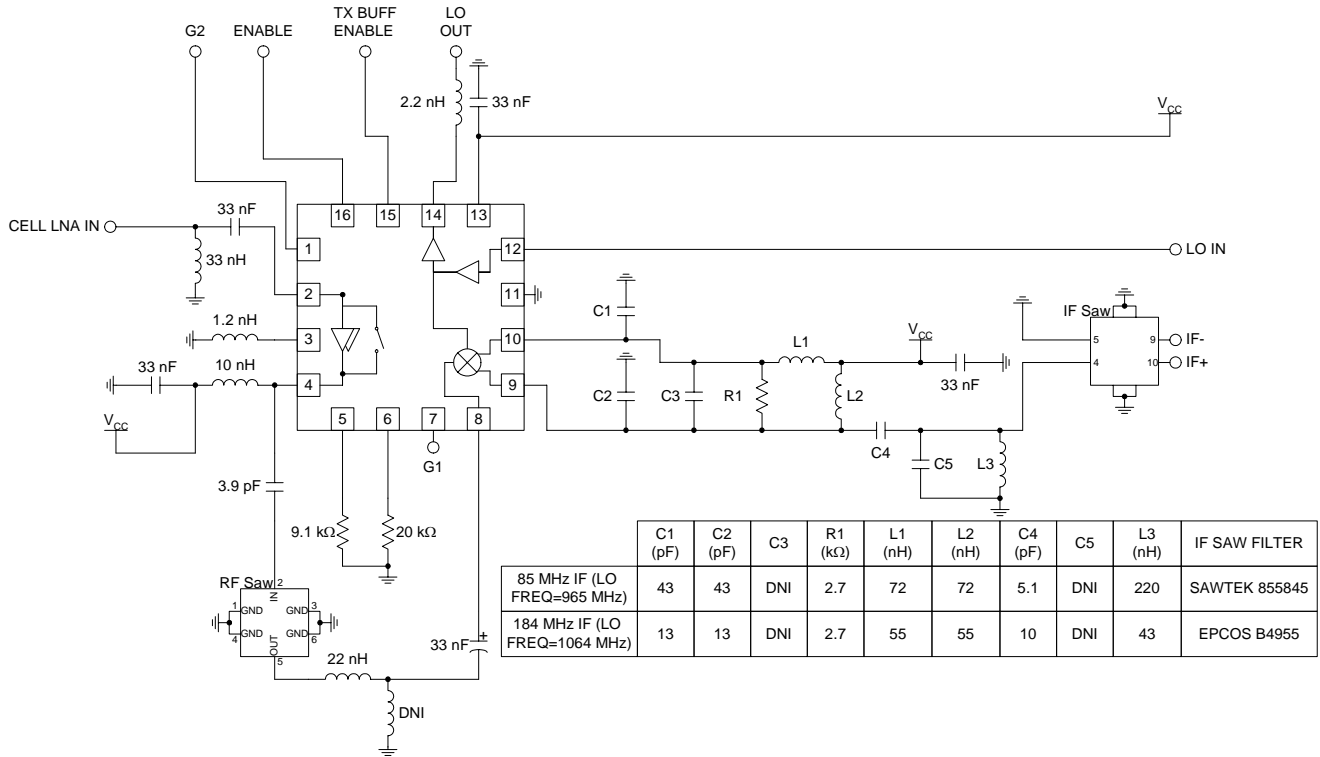 TX BUFF
ENABLE
LO
OUT
G2
ENABLE
2.2 nH
33 nF
VCC
16
15
14
13
33 nF
CELL LNA IN
33 nH
1
12
LO IN
2
11
1.2 nH
3
10
C1
IF Saw
5
9
IF-
4
10
IF+
33 nF
10 nH
4
9
C2
C3
R1
L1
L2
VCC
33 nF
VCC
5
6
7
8
G1
C4
C5
L3
3.9 pF
9.1 kΩ
20 kΩ
RF Saw
2
IN
1
GND
3
GND
4
GND
6
GND
OUT
5
22 nH
33 nF
+
DNI
C1
(pF)
C2
(pF)
C3
R1
(kΩ)
L1
(nH)
L2
(nH)
C4
(pF)
C5
L3
(nH)
IF SAW FILTER
85 MHz IF (LO
FREQ=965 MHz)
43
43
DNI
2.7
72
72
5.1
DNI
220
SAWTEK 855845
184 MHz IF (LO
FREQ=1064 MHz)
13
13
DNI
2.7
55
55
10
DNI
43
EPCOS B4955